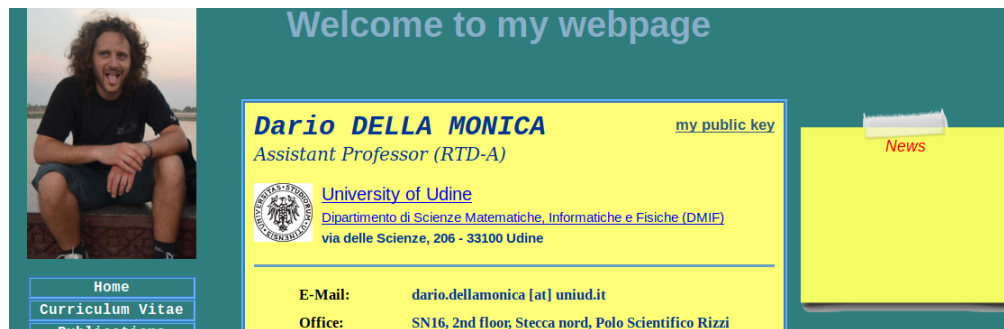 Welcome to my webpage
Dario DELLA MONICA
my public key
Assistant Professor (RTD-A)
University of Udine
Dipartimento di Scienze Matematiche, Informatiche e Fisiche (DMIF)
via delle Scienze, 206 - 33100 Udine
E-Mail: dario.dellamonica [at] uniud.it
Office: SN16, 2nd floor, Stecca nord, Polo Scientifico Rizzi
Home
Curriculum Vitae
Publications
News